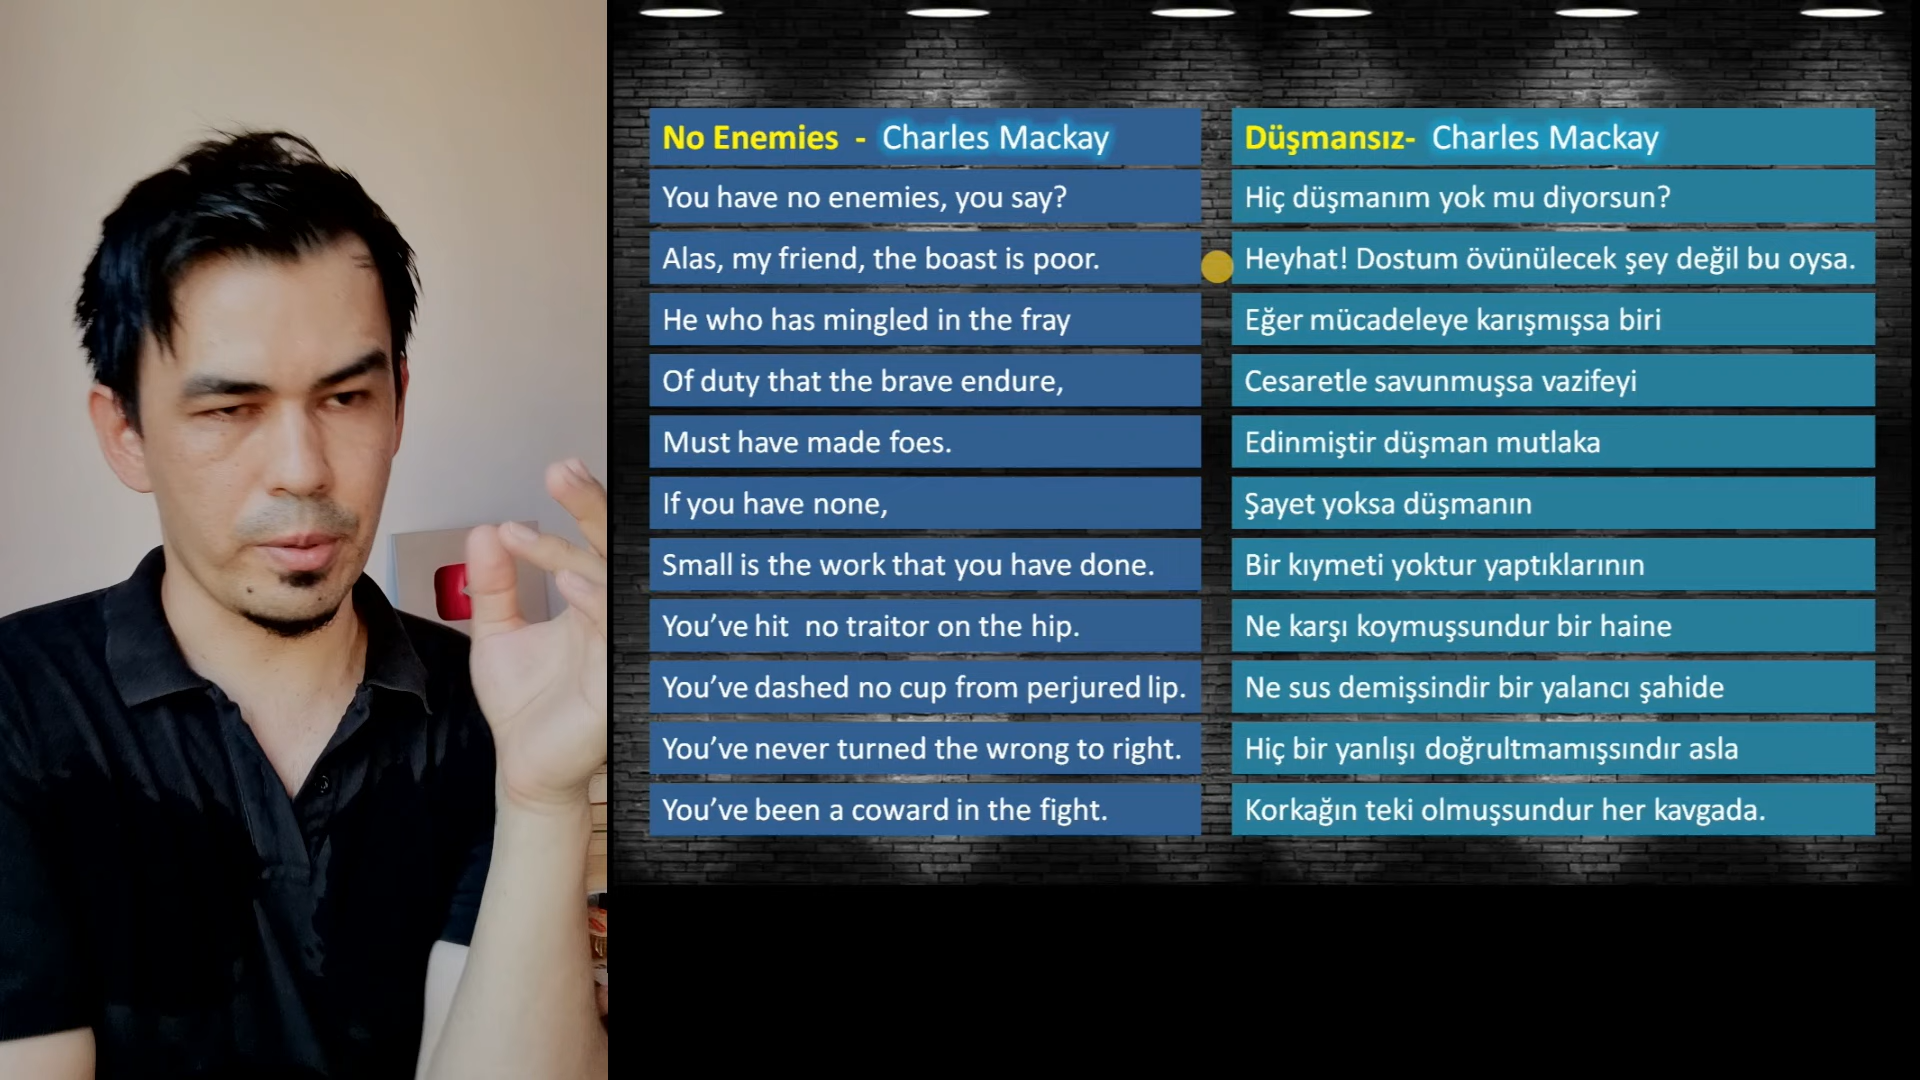 No Enemies - Charles Mackay
You have no enemies, you say?
Alas, my friend, the boast is poor.
He who has mingled in the fray
Of duty that the brave endure,
Must have made foes.
If you have none,
Small is the work that you have done.
You’ve hit  no traitor on the hip.
You’ve dashed no cup from perjured lip.
You’ve never turned the wrong to right.
You’ve been a coward in the fight.
Düşmansız- Charles Mackay
Hiç düşmanım yok mu diyorsun?
Heyhat! Dostum övünülecek şey değil bu oysa.
Eğer mücadeleye karışmışsa biri
Cesaretle savunmuşsa vazifeyi
Edinmiştir düşman mutlaka
Şayet yoksa düşmanın
Bir kıymeti yoktur yaptıklarının
Ne karşı koymuşsundur bir haine
Ne sus demişsindir bir yalancı şahide
Hiç bir yanlışı doğrultmamışsındır asla
Korkağın teki olmuşsundur her kavgada.